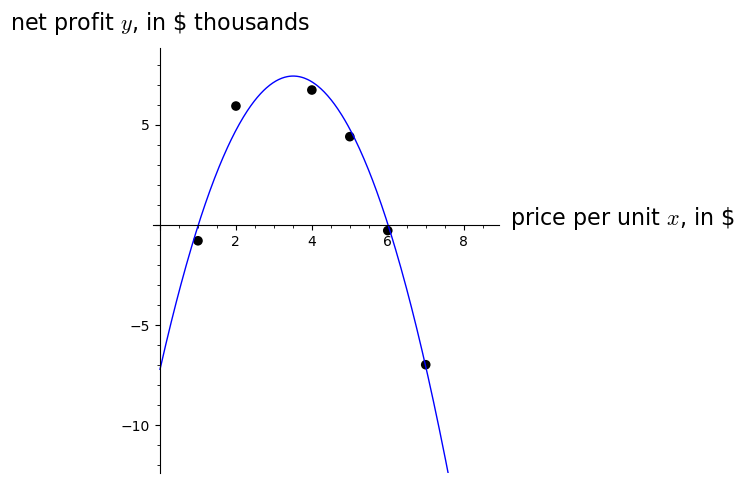 net profit y, in $ thousands
5
price per unit x, in $
2 4 6 8
−5
−10